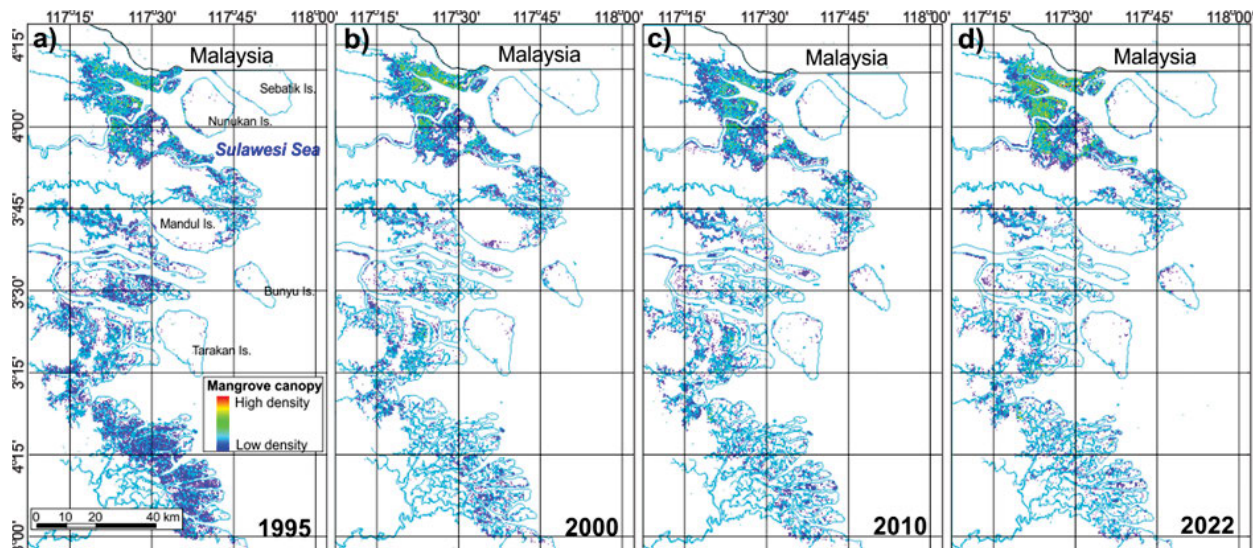 117°15' 117°30' 117°45' 118°00'
117°15' 117°30' 117°45' 118°00'
117°15' 117°30' 117°45' 118°00'
117°15' 117°30' 117°45' 118°00'
a)
Malaysia
b)
Malaysia
c)
Malaysia
d)
Malaysia
4°15'
4°00'
3°45'
3°30'
3°15'
4°15'
Sebatik Is.
Nunukan Is.
Sulawesi Sea
Mandul Is.
Bunyu Is.
Tarakan Is.
Mangrove canopy
High density
Low density
0 10 20 40 km
1995
2000
2010
2022